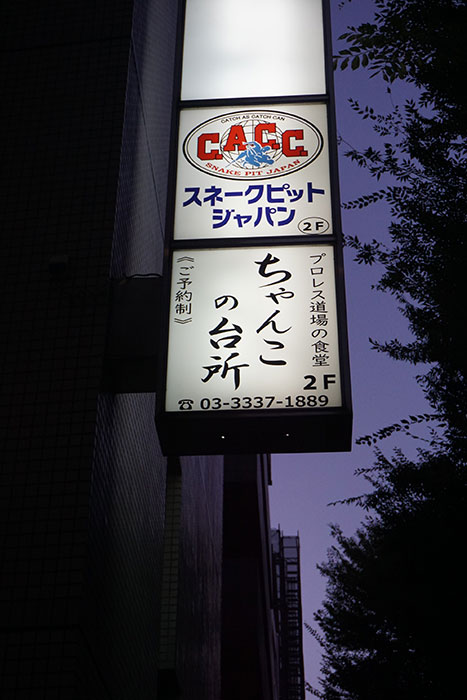 CATCH AS CATCH CAN
C.A.C.C.
SNAKE PIT JAPAN
スネークピット
ジャパン
2F
プロレス道場の食堂
2F
ちゃんこ
の台所
《ご予約制》
☎ 03-3337-1889